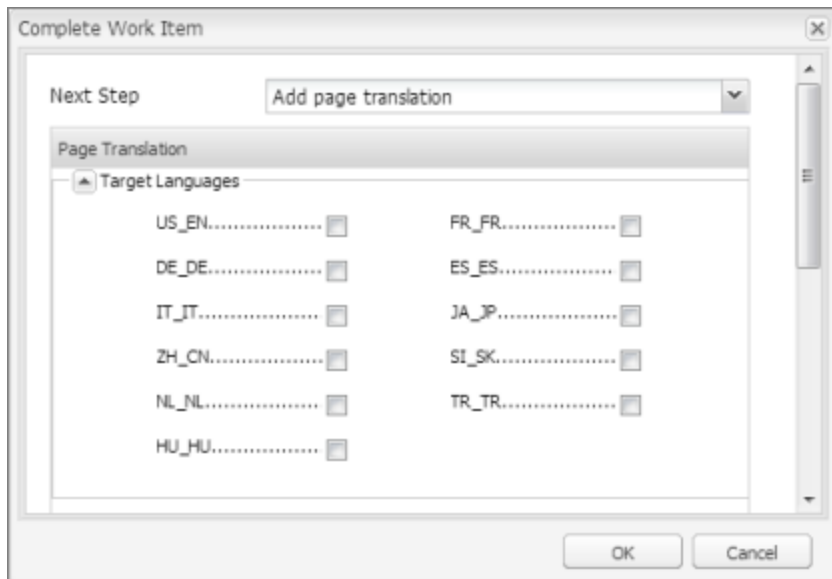 Complete Work Item
Next Step Add page translation
Page Translation
Target Languages
US_EN.................. FR_FR..................
DE_DE.................. ES_ES..................
IT_IT.................... JA_JP...................
ZH_CN.................. SI_SK...................
NL_NL.................. TR_TR..................
HU_HU.................
OK Cancel